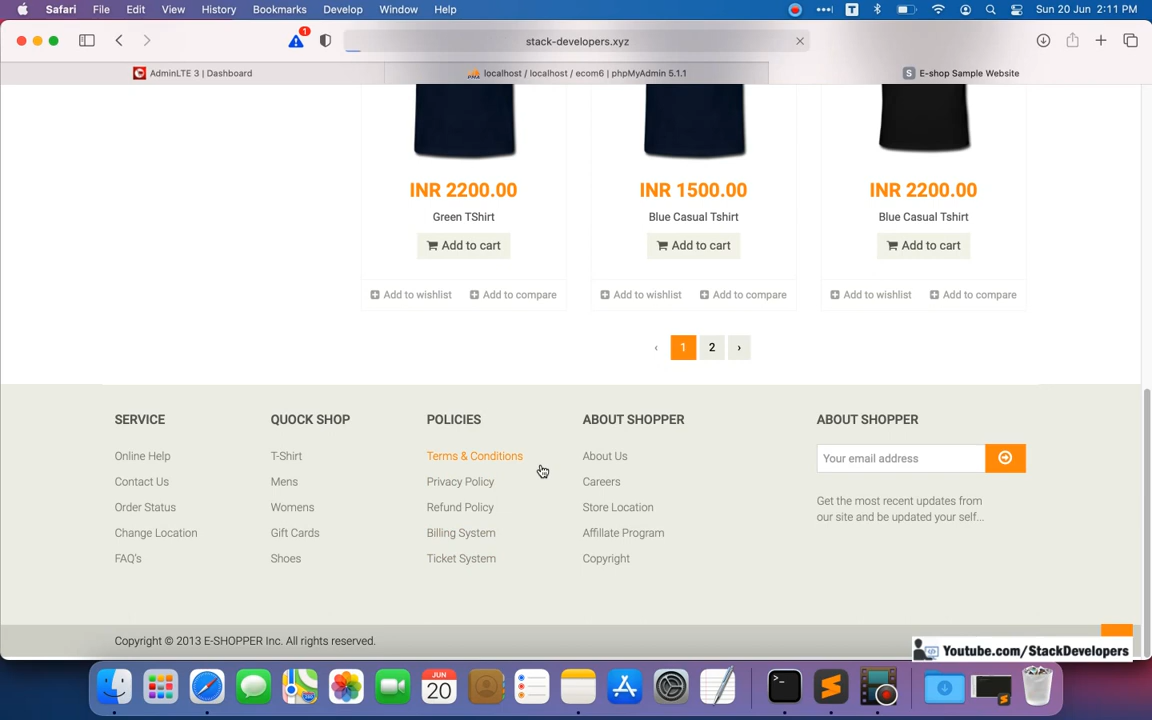 Safari File Edit View History Bookmarks Develop Window Help T Sun 20 Jun 2:11 PM
1 stack-developers.xyz
AdminLTE 3 | Dashboard localhost / localhost / ecom6 | phpMyAdmin 5.1.1 S E-shop Sample Website
INR 2200.00 INR 1500.00 INR 2200.00
Green TShirt Blue Casual Tshirt Blue Casual Tshirt
Add to cart Add to cart Add to cart
Add to wishlist Add to compare Add to wishlist Add to compare Add to wishlist Add to compare
‹ 1 2 ›
SERVICE QUOCK SHOP POLICIES ABOUT SHOPPER ABOUT SHOPPER
Online Help T-Shirt Terms & Conditions About Us Your email address
Contact Us Mens Privacy Policy Careers
Order Status Womens Refund Policy Store Location Get the most recent updates from
Change Location Gift Cards Billing System Affiliate Program our site and be updated your self...
FAQ's Shoes Ticket System Copyright
Copyright © 2013 E-SHOPPER Inc. All rights reserved.
Youtube.com/StackDevelopers
JUN
20